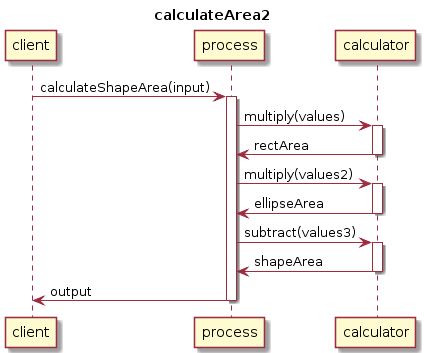 calculateArea2
client
process
calculator
calculateShapeArea(input)
multiply(values)
rectArea
multiply(values2)
ellipseArea
subtract(values3)
shapeArea
output
client
process
calculator